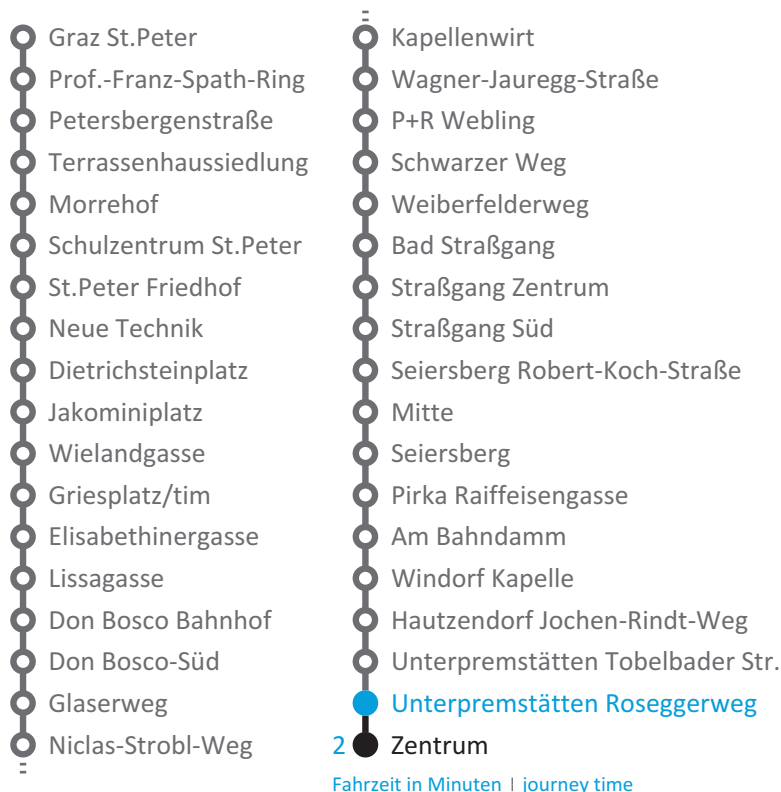 Graz St.Peter
Prof.-Franz-Spath-Ring
Petersbergenstraße
Terrassenhaussiedlung
Morrehof
Schulzentrum St.Peter
St.Peter Friedhof
Neue Technik
Dietrichsteinplatz
Jakominiplatz
Wielandgasse
Griesplatz/tim
Elisabethinergasse
Lissagasse
Don Bosco Bahnhof
Don Bosco-Süd
Glaserweg
Niclas-Strobl-Weg
Kapellenwirt
Wagner-Jauregg-Straße
P+R Webling
Schwarzer Weg
Weiberfelderweg
Bad Straßgang
Straßgang Zentrum
Straßgang Süd
Seiersberg Robert-Koch-Straße
Mitte
Seiersberg
Pirka Raiffeisengasse
Am Bahndamm
Windorf Kapelle
Hautzendorf Jochen-Rindt-Weg
Unterpremstätten Tobelbader Str.
Unterpremstätten Roseggerweg
2 Zentrum
Fahrzeit in Minuten | journey time